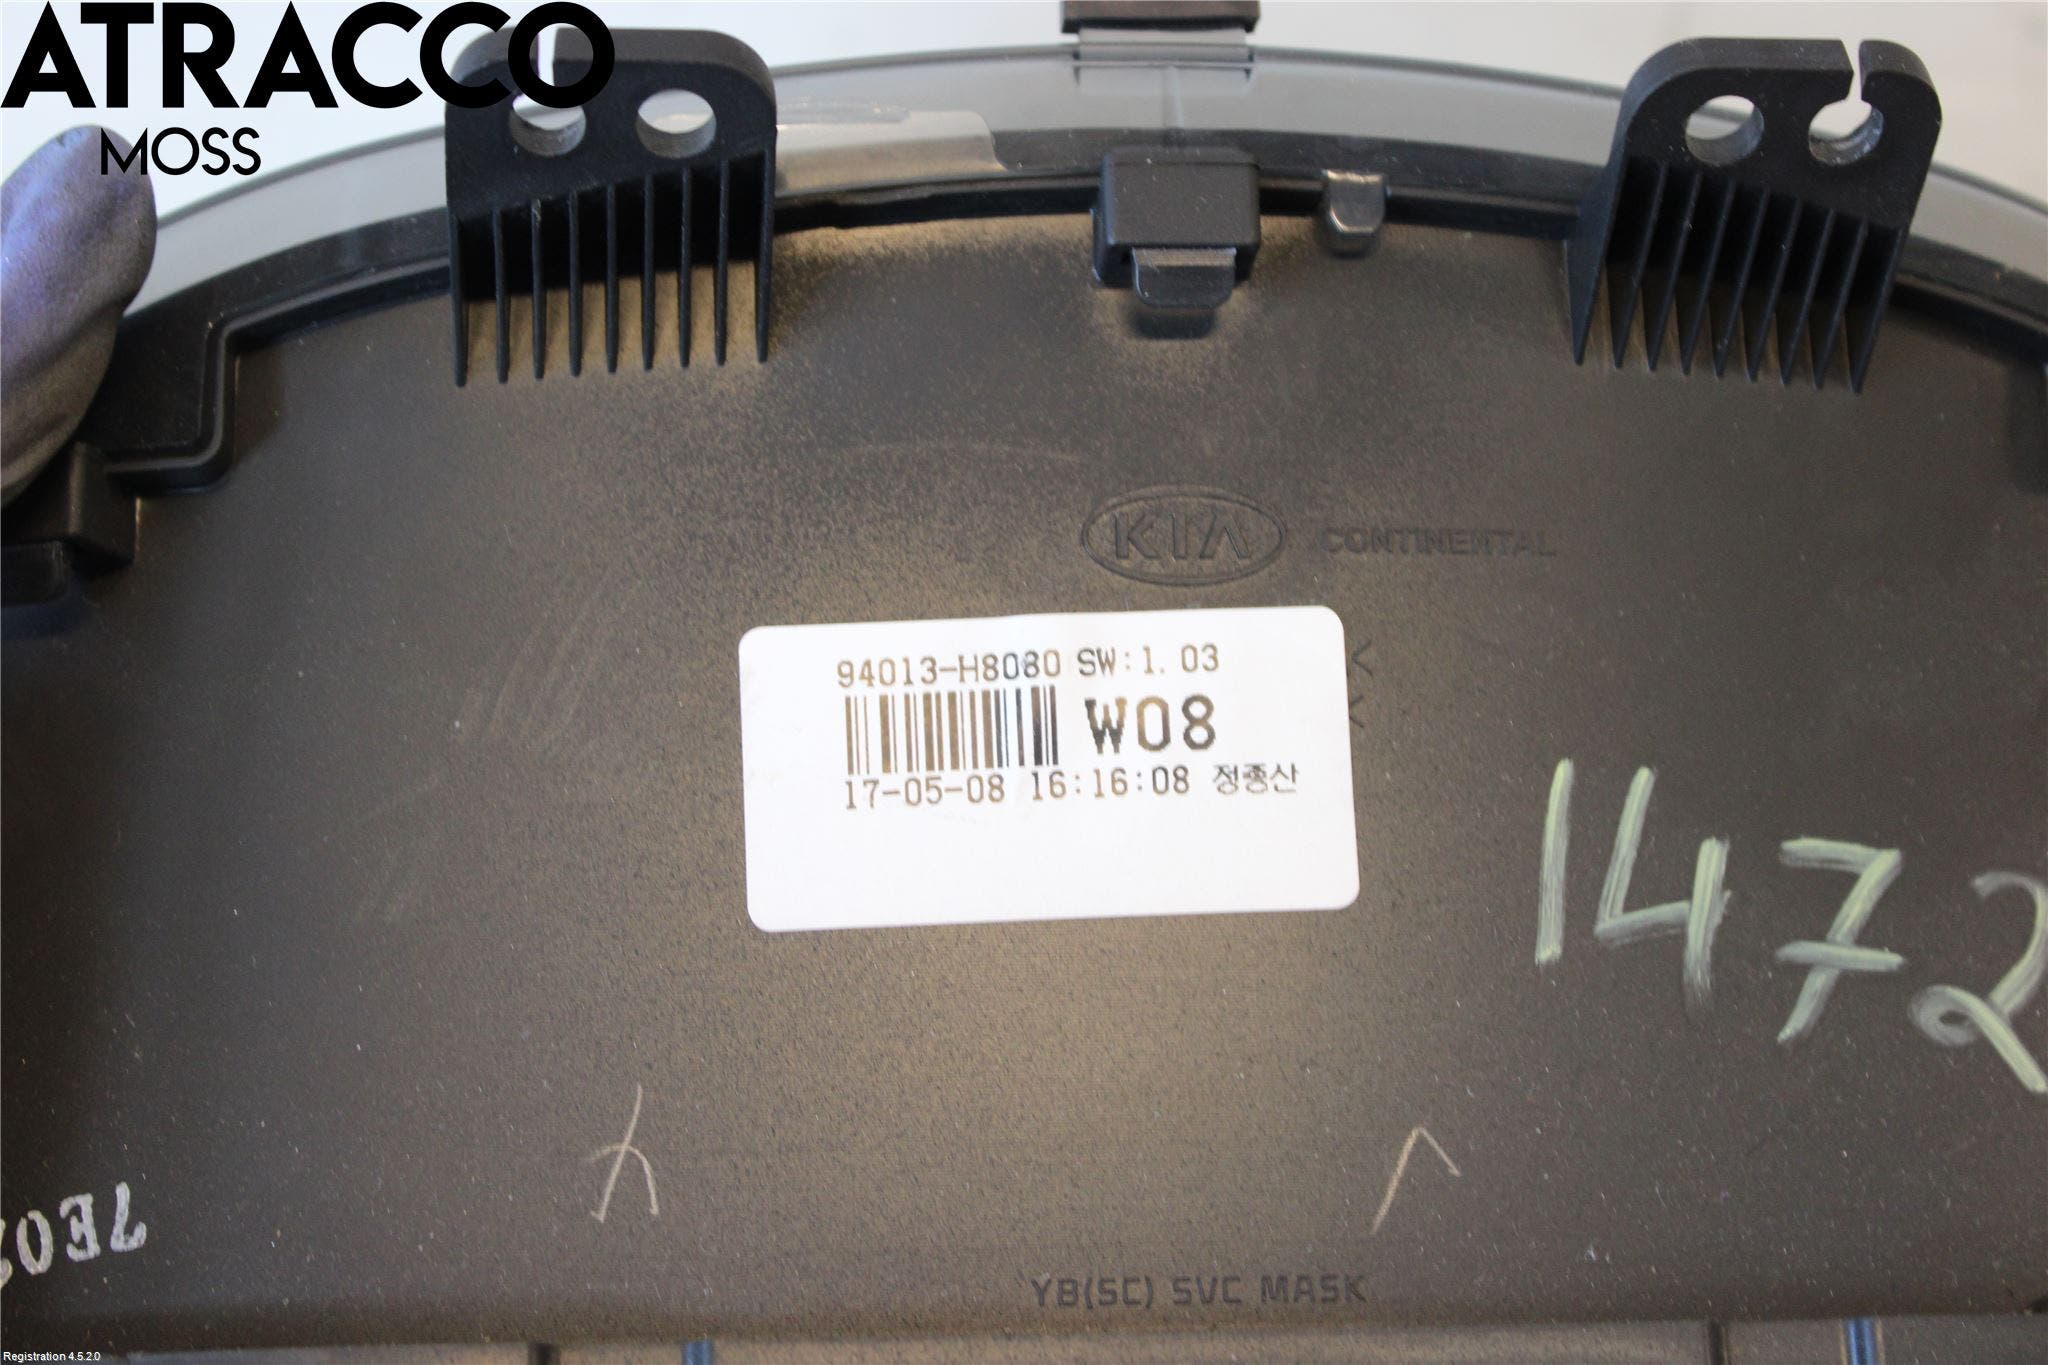 ATRACCO
MOSS
KIA CONTINENTAL
94013-H8080 SW:1.03
W08
17-05-08 16:16:08 정종산
1472
7E0
YB(SC) SVC MASK
Registration 4.5.2.0